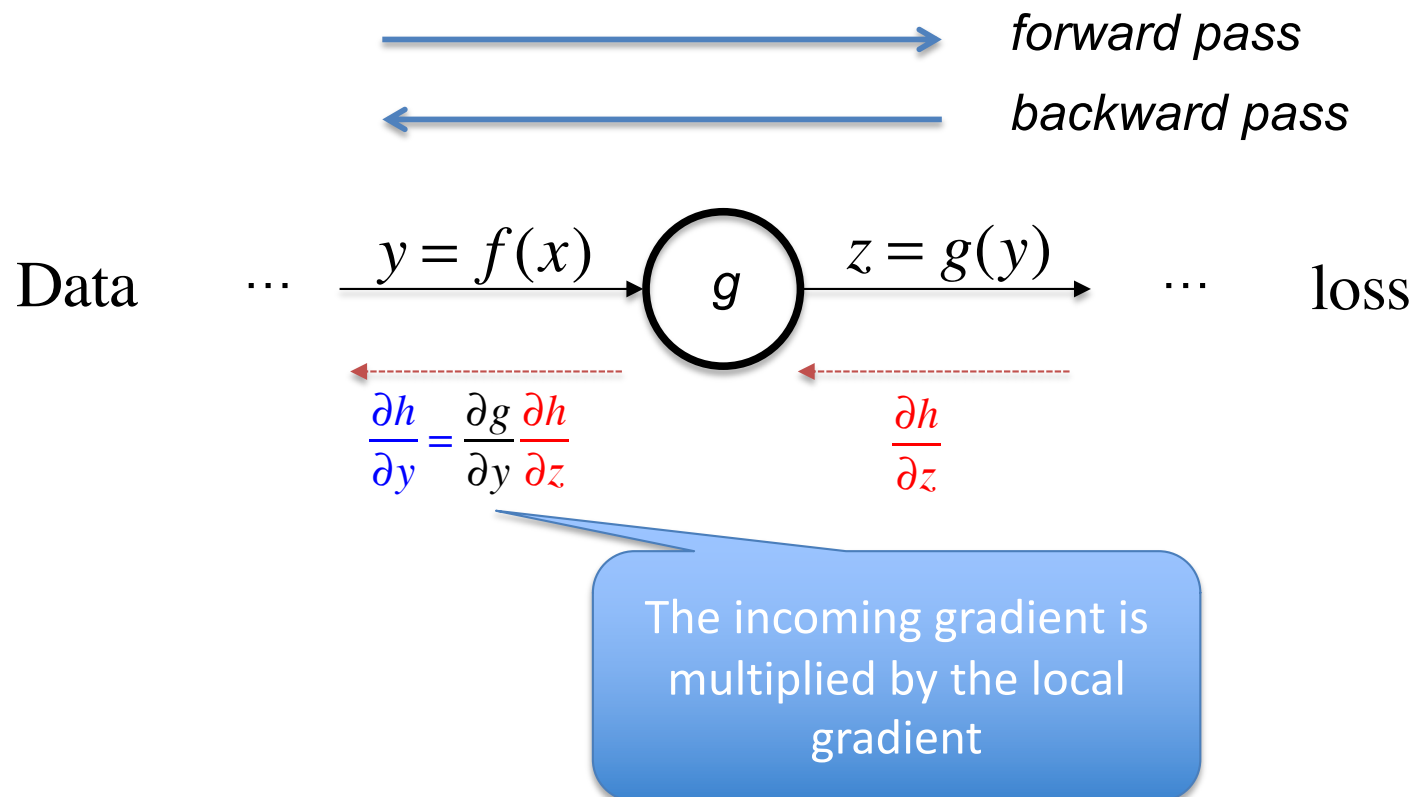 forward pass
backward pass
Data ... y = f(x) g z = g(y) ... loss
∂h/∂y = ∂g/∂y ∂h/∂z
∂h/∂z
The incoming gradient is
multiplied by the local
gradient